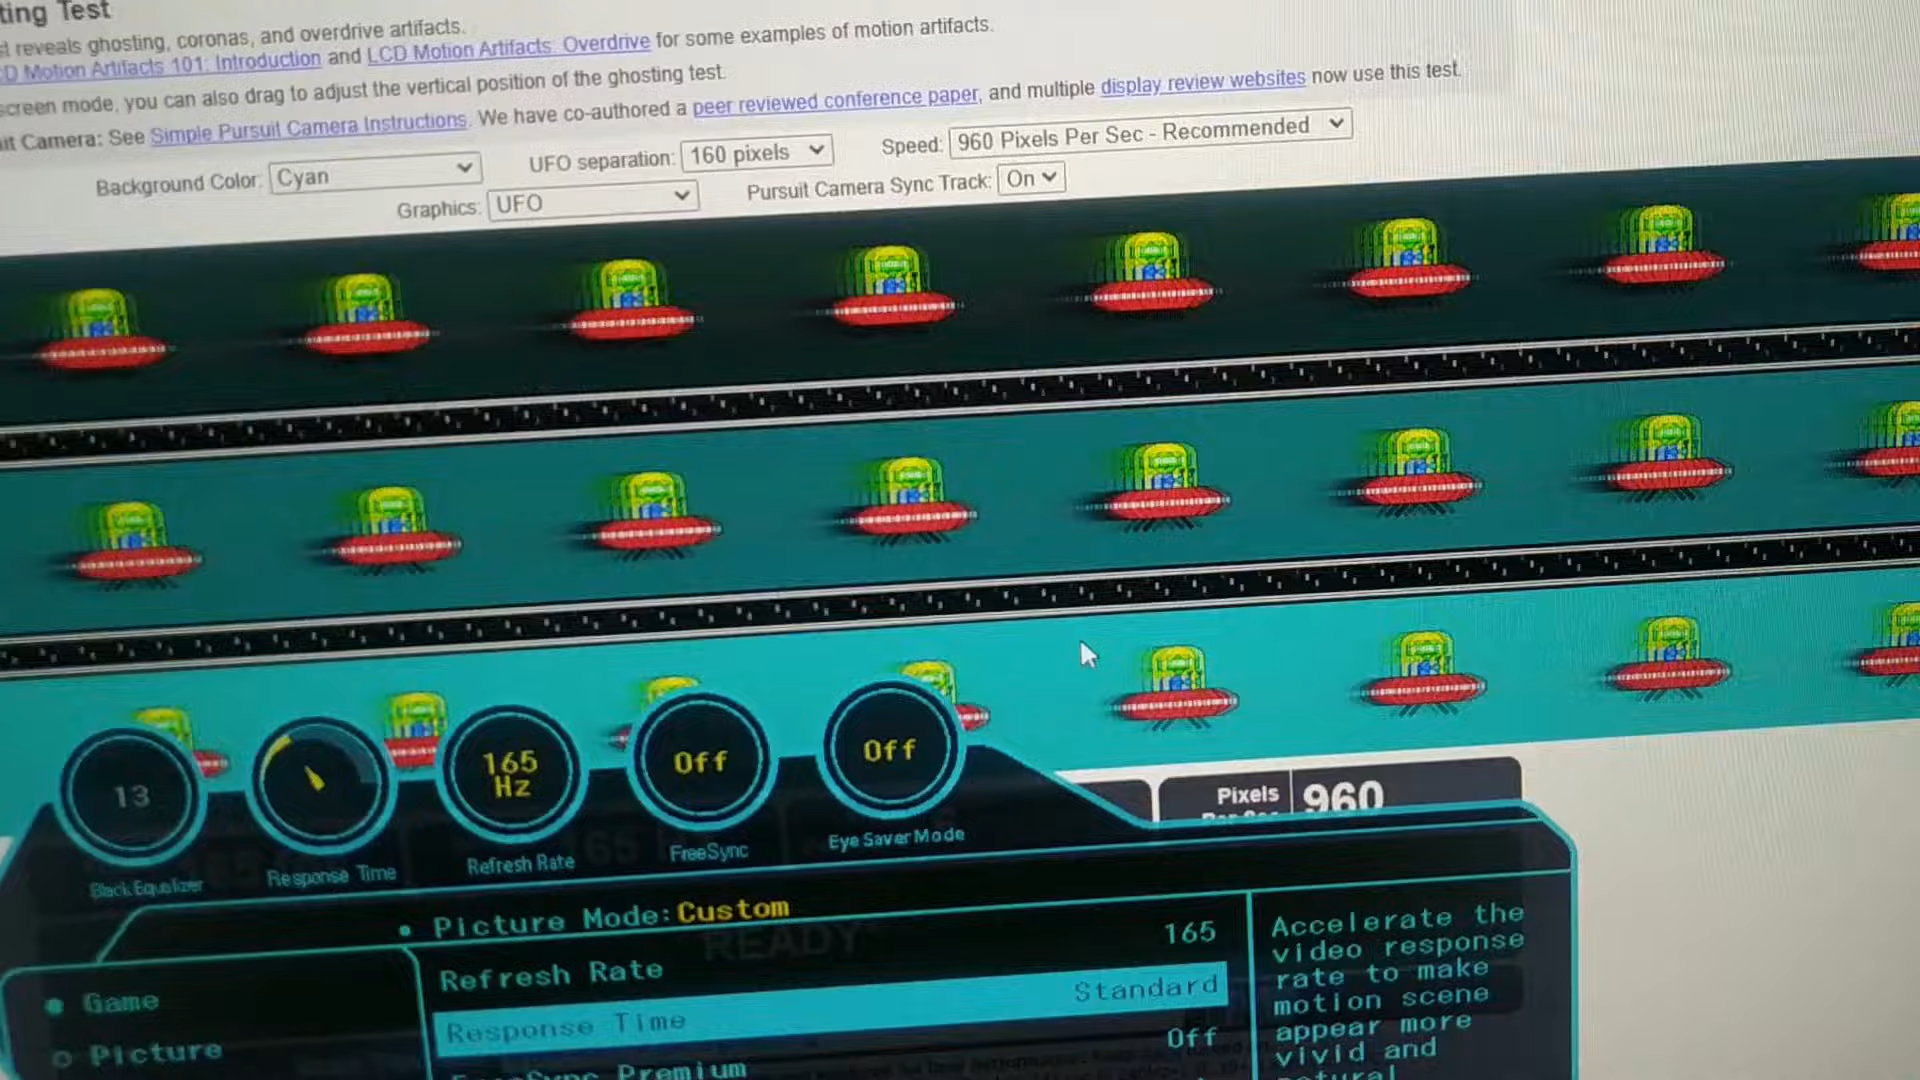 ting Test
reveals ghosting, coronas, and overdrive artifacts.
D Motion Artifacts 101: Introduction and LCD Motion Artifacts: Overdrive for some examples of motion artifacts.
screen mode, you can also drag to adjust the vertical position of the ghosting test.
it Camera: See Simple Pursuit Camera Instructions. We have co-authored a peer reviewed conference paper, and multiple display review websites now use this test.
Background Color: Cyan UFO separation: 160 pixels Speed: 960 Pixels Per Sec - Recommended
Graphics: UFO Pursuit Camera Sync Track: On
Pixels 960
13 165 Hz Off Off
Black Equalizer Response Time Refresh Rate FreeSync Eye Saver Mode
Picture Mode: Custom
READY
Game
Picture
Refresh Rate 165
Response Time Standard
Premium Off
Accelerate the
video response
rate to make
motion scene
appear more
vivid and